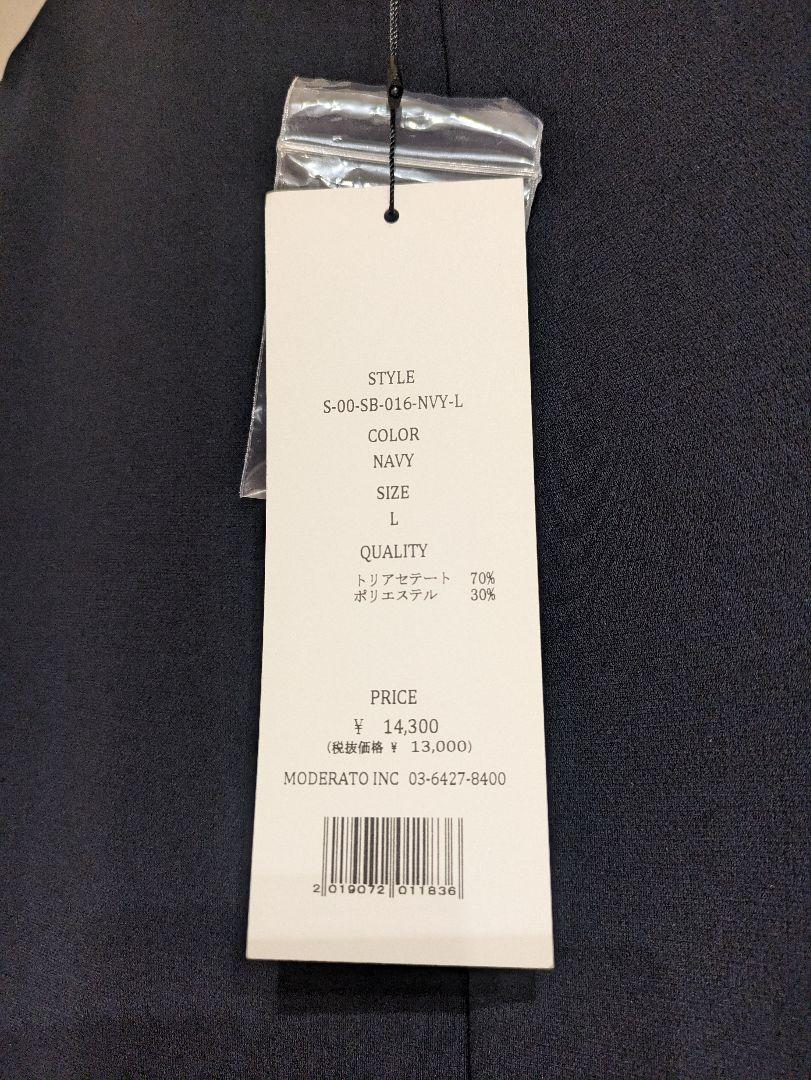 STYLE
S-00-SB-016-NVY-L
COLOR
NAVY
SIZE
L
QUALITY
トリアセテート 70%
ポリエステル 30%
PRICE
¥ 14,300
(税抜価格 ¥ 13,000)
MODERATO INC 03-6427-8400
2 019072 011836